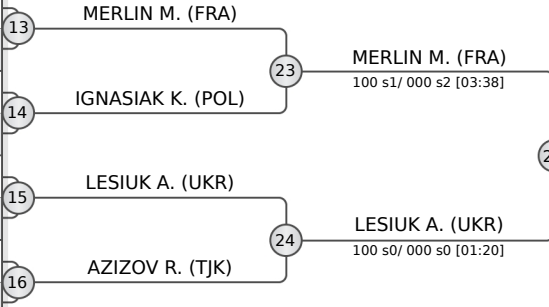 MERLIN M. (FRA)
13
23
MERLIN M. (FRA)
100 s1/ 000 s2 [03:38]
IGNASIAK K. (POL)
14
LESIUK A. (UKR)
15
24
LESIUK A. (UKR)
100 s0/ 000 s0 [01:20]
AZIZOV R. (TJK)
16